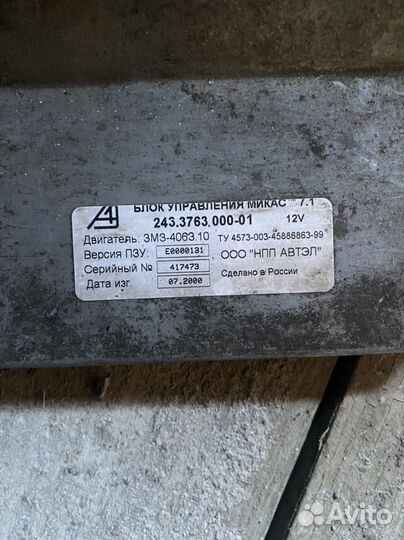 БЛОК УПРАВЛЕНИЯ МИКАС™ 7.1
243.3763.000-01 12V
Двигатель: ЗМЗ-4063.10 ТУ 4573-003-45886863-99
Версия ПЗУ: E0000131 ООО "НПП АВТЭЛ"
Серийный № 417473 Сделано в России
Дата изг. 07.2000
Avito